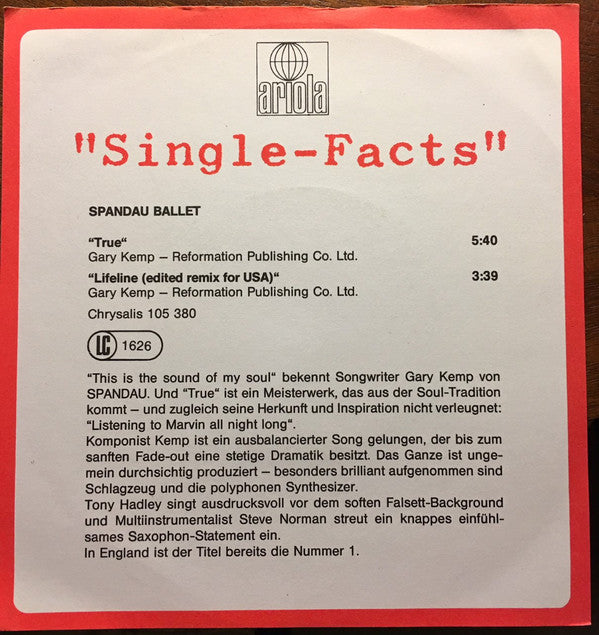 ariola
"Single-Facts"
SPANDAU BALLET
“True“ 5:40
Gary Kemp – Reformation Publishing Co. Ltd.
“Lifeline (edited remix for USA)“ 3:39
Gary Kemp – Reformation Publishing Co. Ltd.
Chrysalis 105 380
LC 1626
“This is the sound of my soul“ bekennt Songwriter Gary Kemp von
SPANDAU. Und “True“ ist ein Meisterwerk, das aus der Soul-Tradition
kommt – und zugleich seine Herkunft und Inspiration nicht verleugnet:
“Listening to Marvin all night long“.
Komponist Kemp ist ein ausbalancierter Song gelungen, der bis zum
sanften Fade-out eine stetige Dramatik besitzt. Das Ganze ist unge-
mein durchsichtig produziert – besonders brilliant aufgenommen sind
Schlagzeug und die polyphonen Synthesizer.
Tony Hadley singt ausdrucksvoll vor dem soften Falsett-Background
und Multiinstrumentalist Steve Norman streut ein knappes einfühl-
sames Saxophon-Statement ein.
In England ist der Titel bereits die Nummer 1.